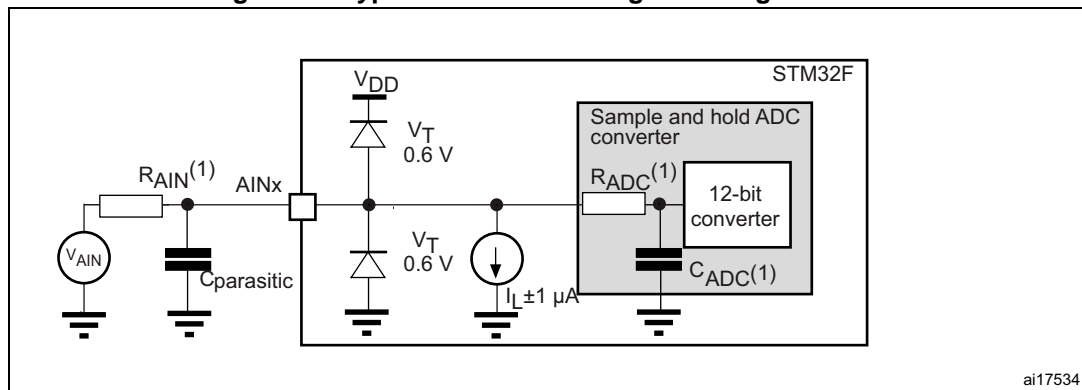 STM32F
VDD
VT
0.6 V
Sample and hold ADC
converter
RAIN(1)
AINx
RADC(1)
12-bit
converter
VAIN
Cparasitic
VT
0.6 V
IL±1 µA
CADC(1)
ai17534